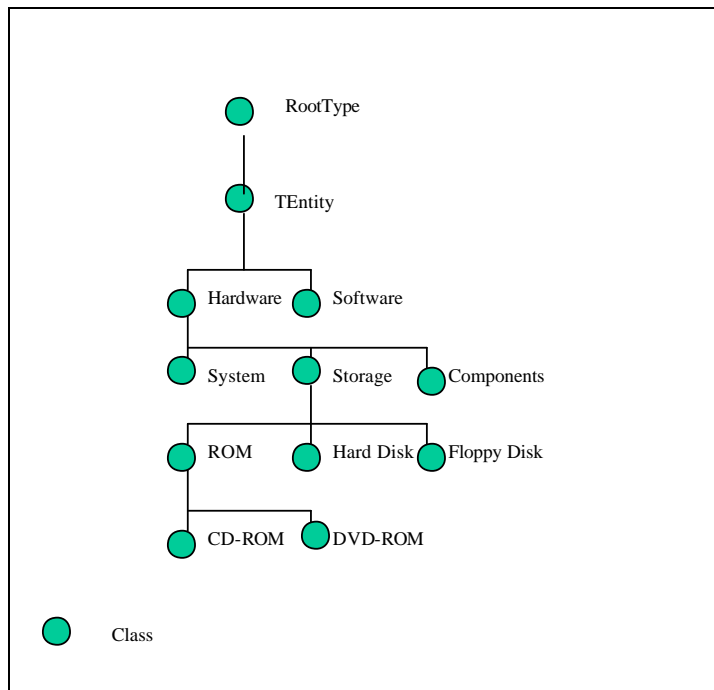 RootType
TEntity
Hardware
Software
System
Storage
Components
ROM
Hard Disk
Floppy Disk
CD-ROM
DVD-ROM
Class